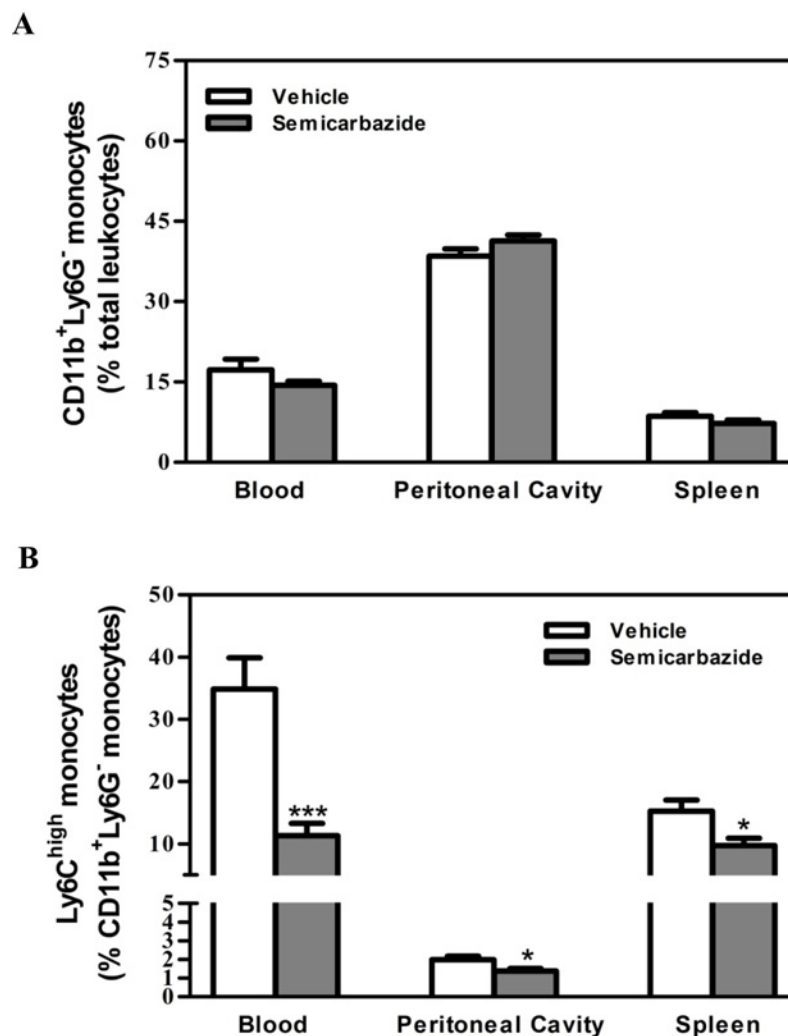 A
CD11b⁺Ly6G⁻ monocytes
(% total leukocytes)
75
60
45
30
15
0
Vehicle
Semicarbazide
Blood Peritoneal Cavity Spleen
B
Ly6Cʰⁱᵍʰ monocytes
(% CD11b⁺Ly6G⁻ monocytes)
50
40
30
20
10
5
4
3
2
1
0
Vehicle
Semicarbazide
***
*
*
Blood Peritoneal Cavity Spleen